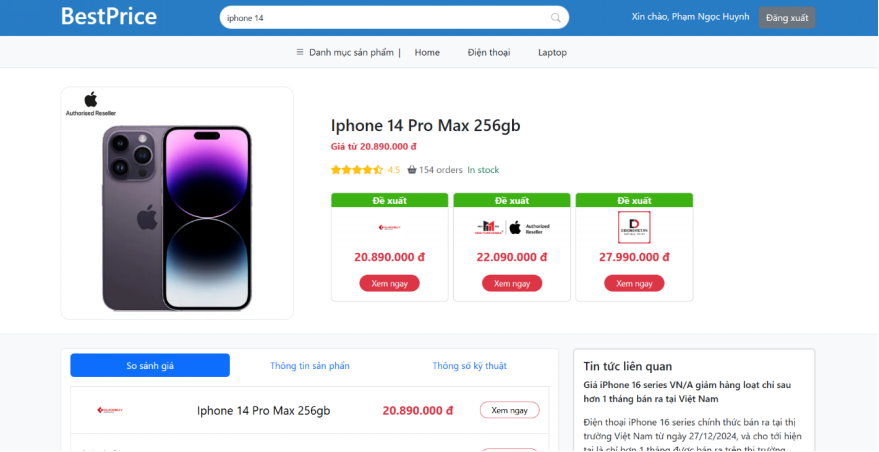 BestPrice
iphone 14
Xin chào, Phạm Ngọc Huynh
Đăng xuất
Danh mục sản phẩm |
Home
Điện thoại
Laptop
Authorised Reseller
Iphone 14 Pro Max 256gb
Giá từ 20.890.000 đ
4.5
154 orders
In stock
Đề xuất
20.890.000 đ
Xem ngay
Đề xuất
Authorised
Reseller
22.090.000 đ
Xem ngay
Đề xuất
D
27.990.000 đ
Xem ngay
So sánh giá
Thông tin sản phẩm
Thông số kỹ thuật
Iphone 14 Pro Max 256gb
20.890.000 đ
Xem ngay
Tin tức liên quan
Giá iPhone 16 series VN/A giảm hàng loạt chỉ sau
hơn 1 tháng bán ra tại Việt Nam
Điện thoại iPhone 16 series chính thức bán ra tại thị
trường Việt Nam từ ngày 27/12/2024, và cho tới hiện
tại là chỉ hơn 1 tháng được bán ra trên thị trường